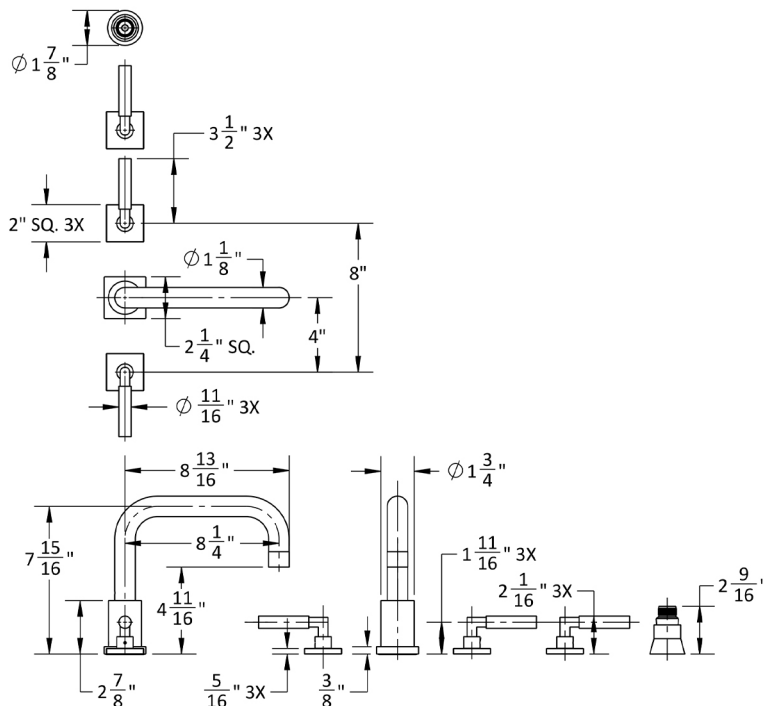 Ø 1 7/8"
3 1/2" 3X
2" SQ. 3X
Ø 1 1/8"
8"
4"
2 1/4" SQ.
Ø 11/16" 3X
8 13/16"
Ø 1 3/4"
7 15/16"
8 1/4"
1 11/16" 3X
2 1/16" 3X
2 9/16"
4 11/16"
2 7/8"
5/16" 3X
3/8"